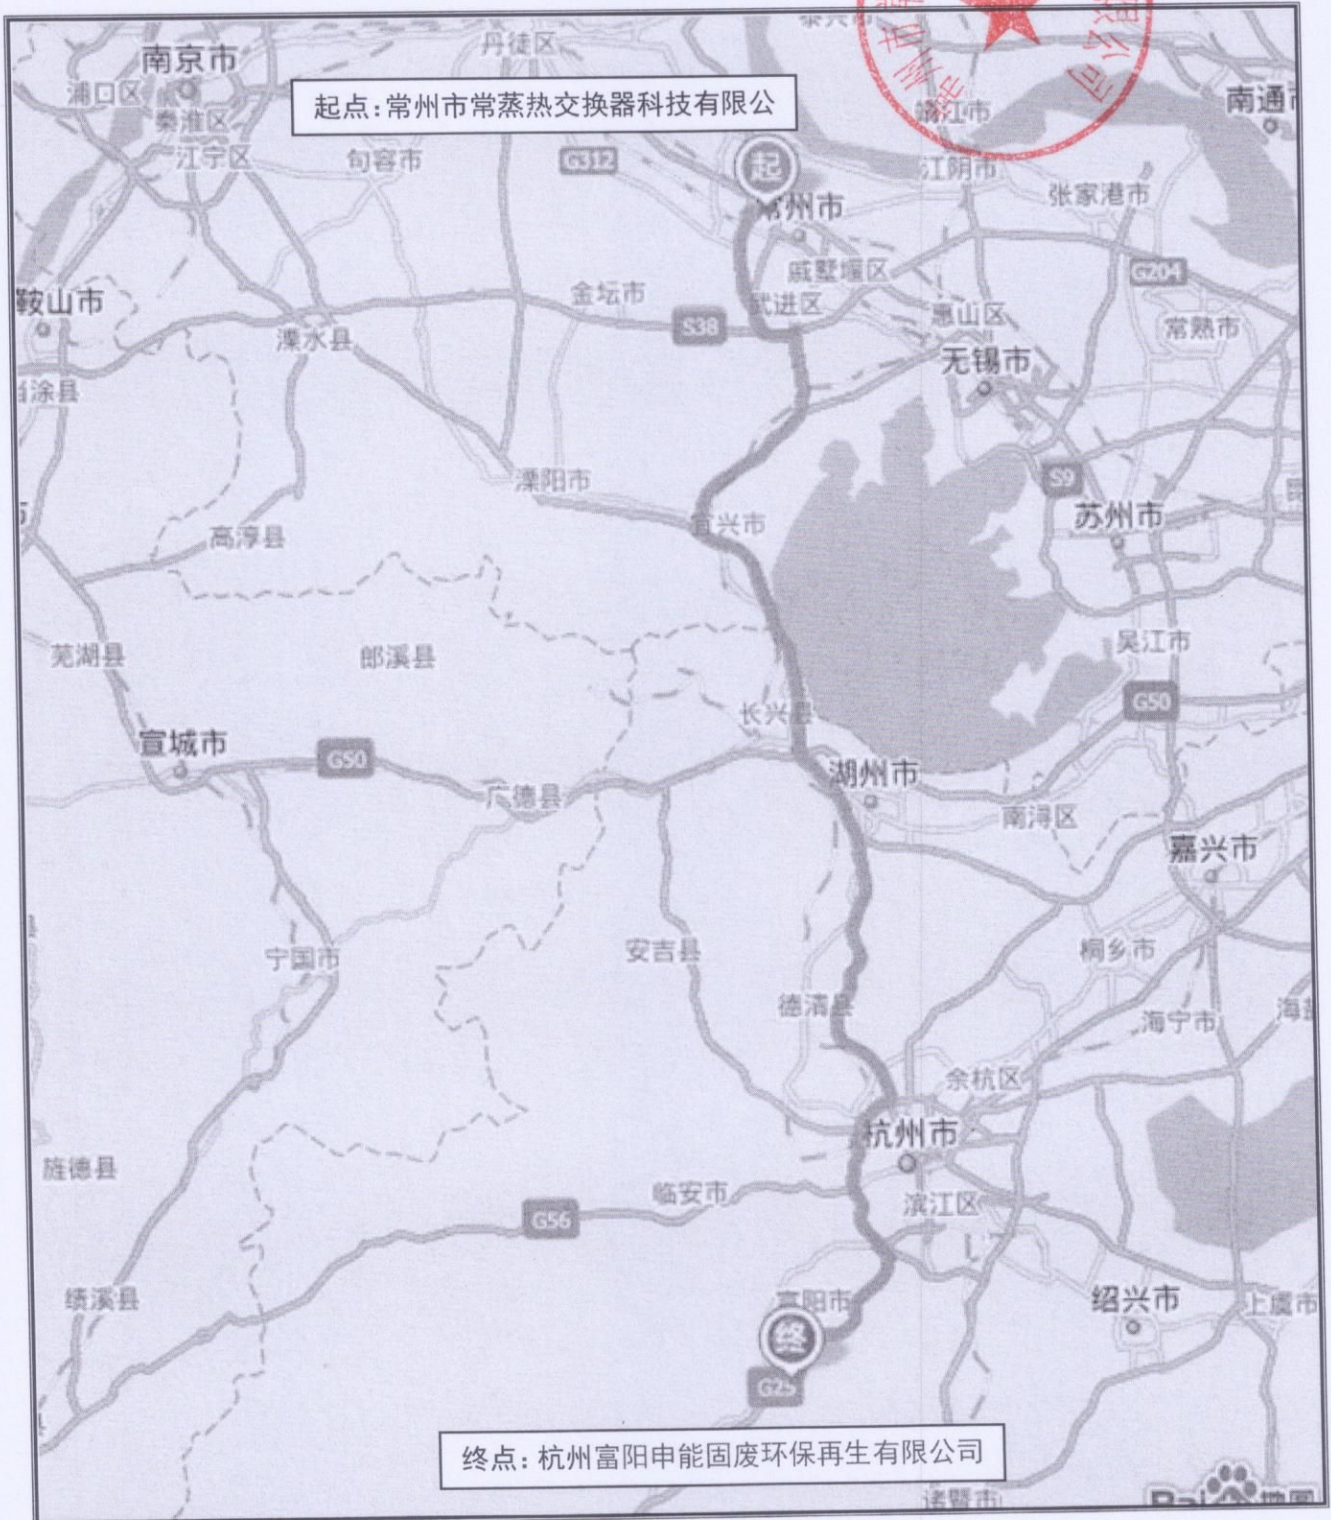 泰兴市
丹徒区
南京市
浦口区
起点:常州市常蒸热交换器科技有限公
南通
秦淮区
靖江市
江宁区
句容市
G312
起
江阴市
张家港市
常州市
戚墅堰区
G204
金坛市
武进区
鞍山市
惠山区
S38
常熟市
溧水县
无锡市
当涂县
溧阳市
S9
苏州市
宜兴市
高淳县
吴江市
芜湖县
郎溪县
G50
长兴县
宣城市
G50
湖州市
广德县
南浔区
嘉兴市
宁国市
安吉县
桐乡市
德清县
海宁市
余杭区
杭州市
旌德县
临安市
滨江区
G56
绩溪县
富阳市
绍兴市
上虞市
终
G25
终点:杭州富阳申能固废环保再生有限公司
诸暨市
地图